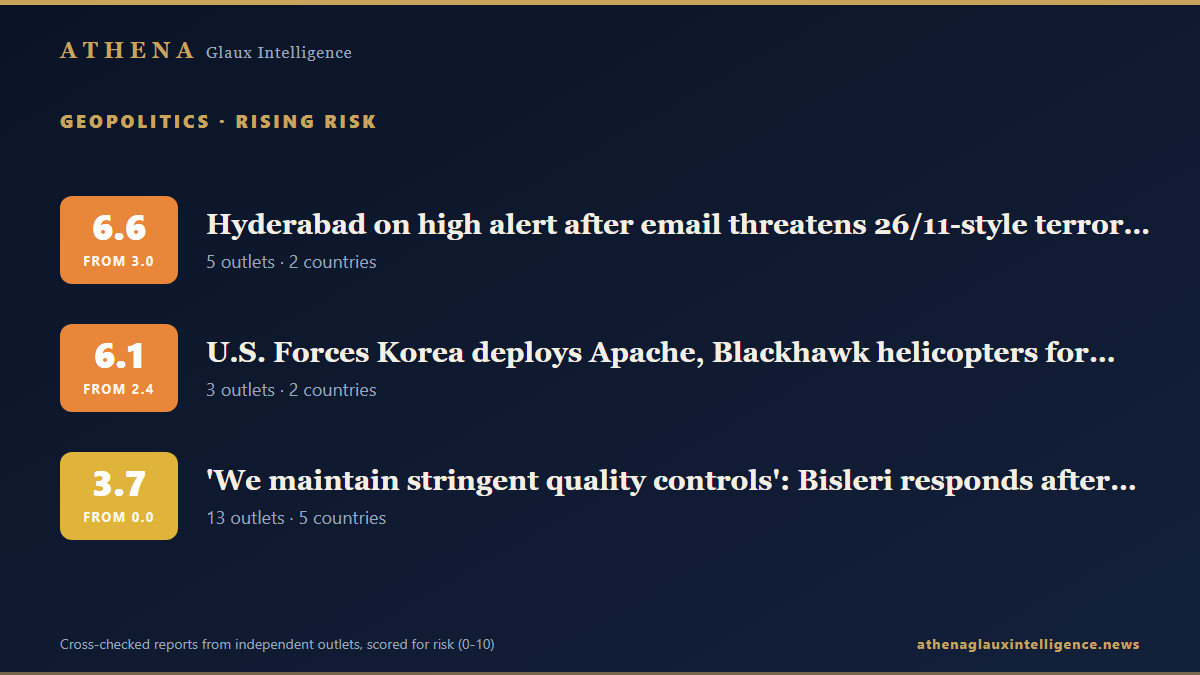 ATHENA Glaux Intelligence
GEOPOLITICS · RISING RISK
6.6
FROM 3.0
Hyderabad on high alert after email threatens 26/11-style terror...
5 outlets · 2 countries
6.1
FROM 2.4
U.S. Forces Korea deploys Apache, Blackhawk helicopters for...
3 outlets · 2 countries
3.7
FROM 0.0
'We maintain stringent quality controls': Bisleri responds after...
13 outlets · 5 countries
Cross-checked reports from independent outlets, scored for risk (0-10)
athenaglauxintelligence.news